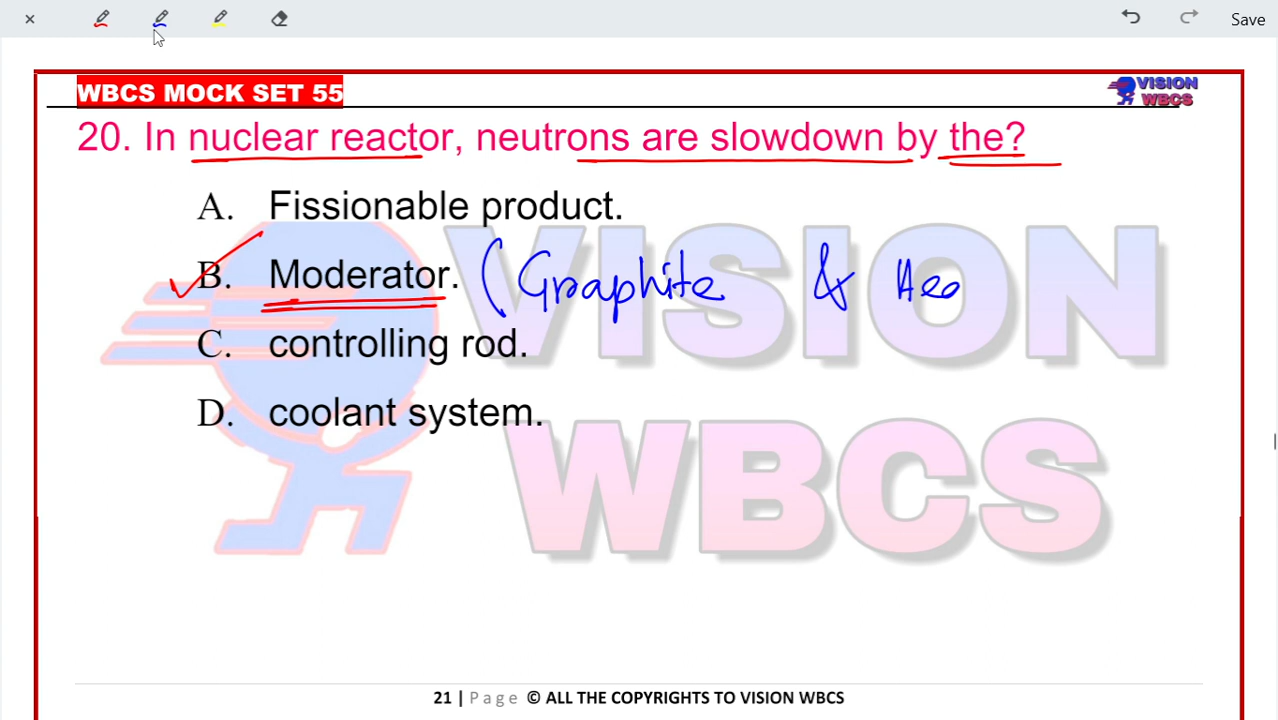 Save
WBCS MOCK SET 55
VISION
WBCS
20. In nuclear reactor, neutrons are slowdown by the?
A. Fissionable product.
B. Moderator. (Graphite & Hea
C. controlling rod.
D. coolant system.
VISION
WBCS
21 | Page © ALL THE COPYRIGHTS TO VISION WBCS